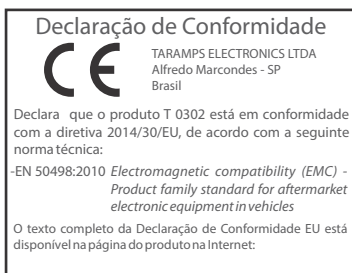 Declaração de Conformidade
CE
TARAMPS ELECTRONICS LTDA
Alfredo Marcondes - SP
Brasil
Declara que o produto T 0302 está em conformidade
com a diretiva 2014/30/EU, de acordo com a seguinte
norma técnica:
-EN 50498:2010 Electromagnetic compatibility (EMC) -
Product family standard for aftermarket
electronic equipment in vehicles
O texto completo da Declaração de Conformidade EU está
disponível na página do produto na Internet: